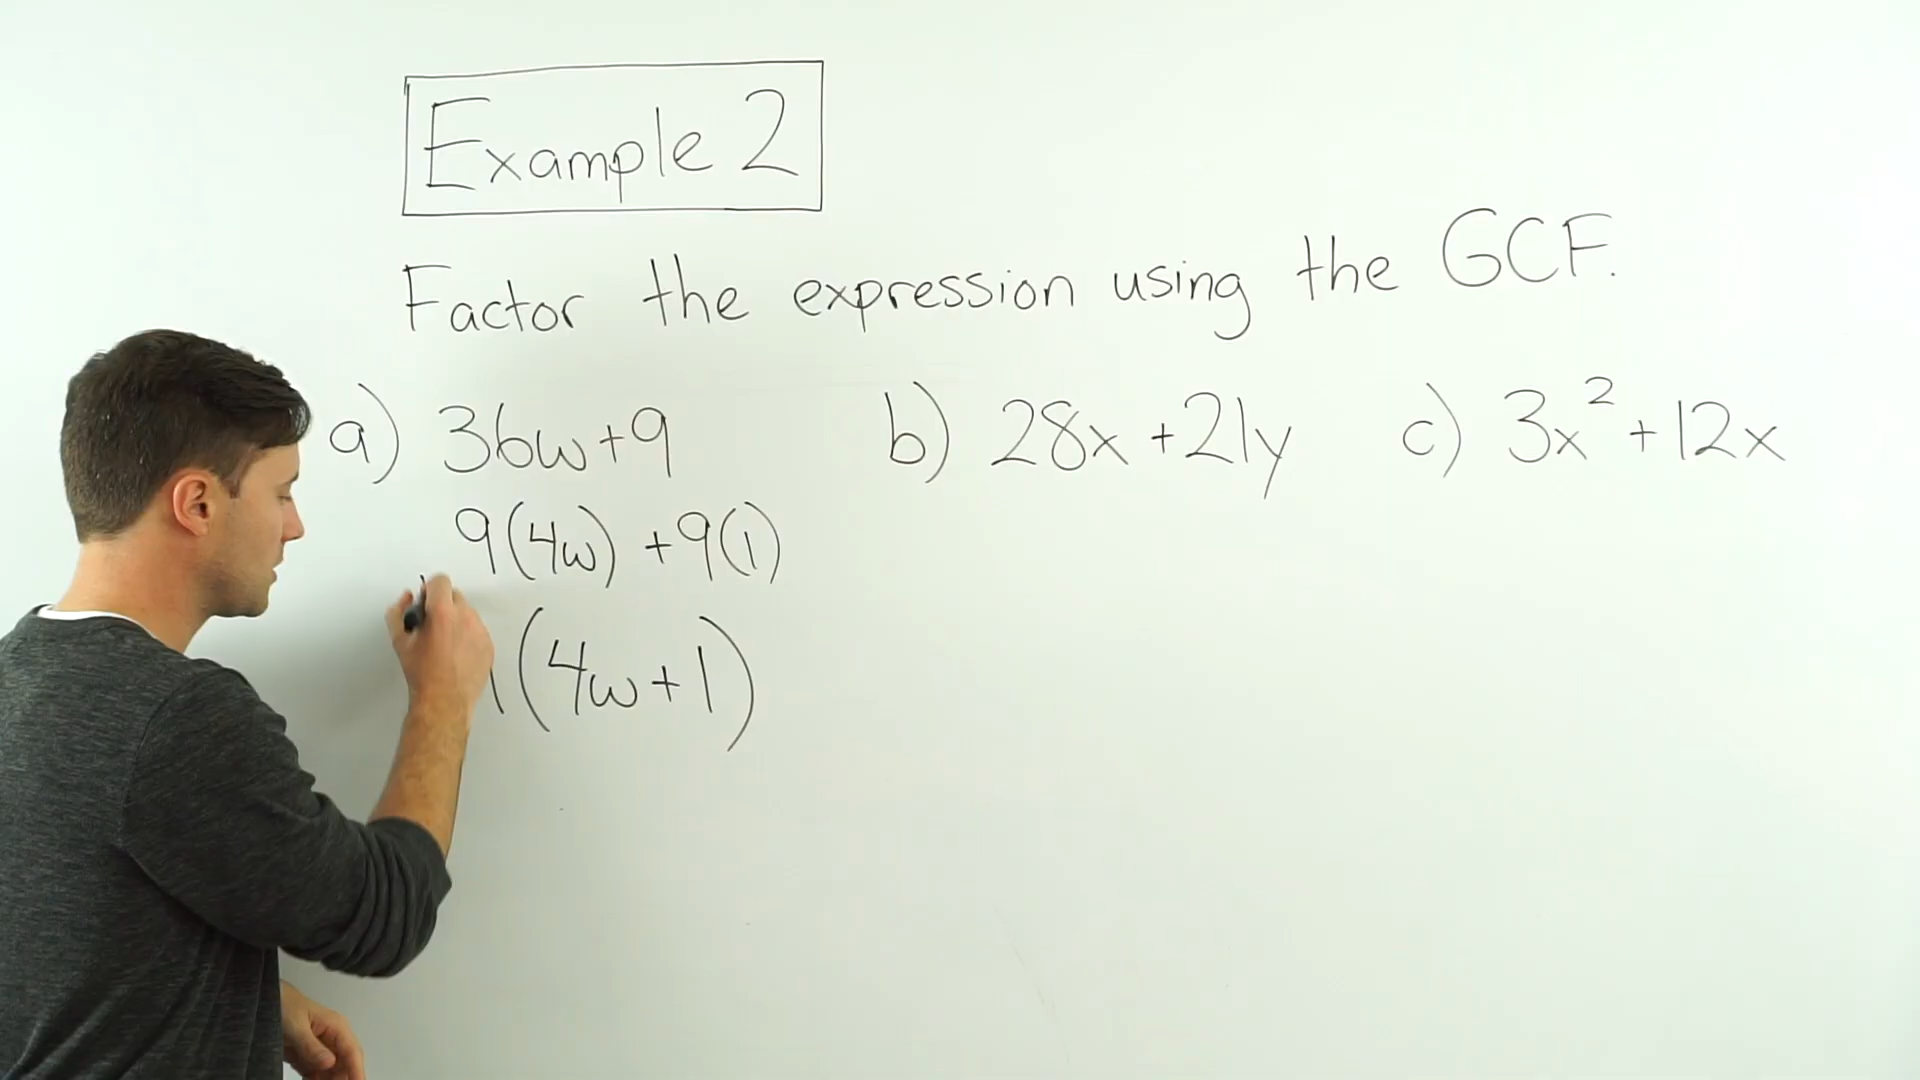 Example 2
Factor the expression using the GCF.
a) 36w+9 b) 28x+21y c) 3x²+12x
9(4w) +9(1)
(4w+1)